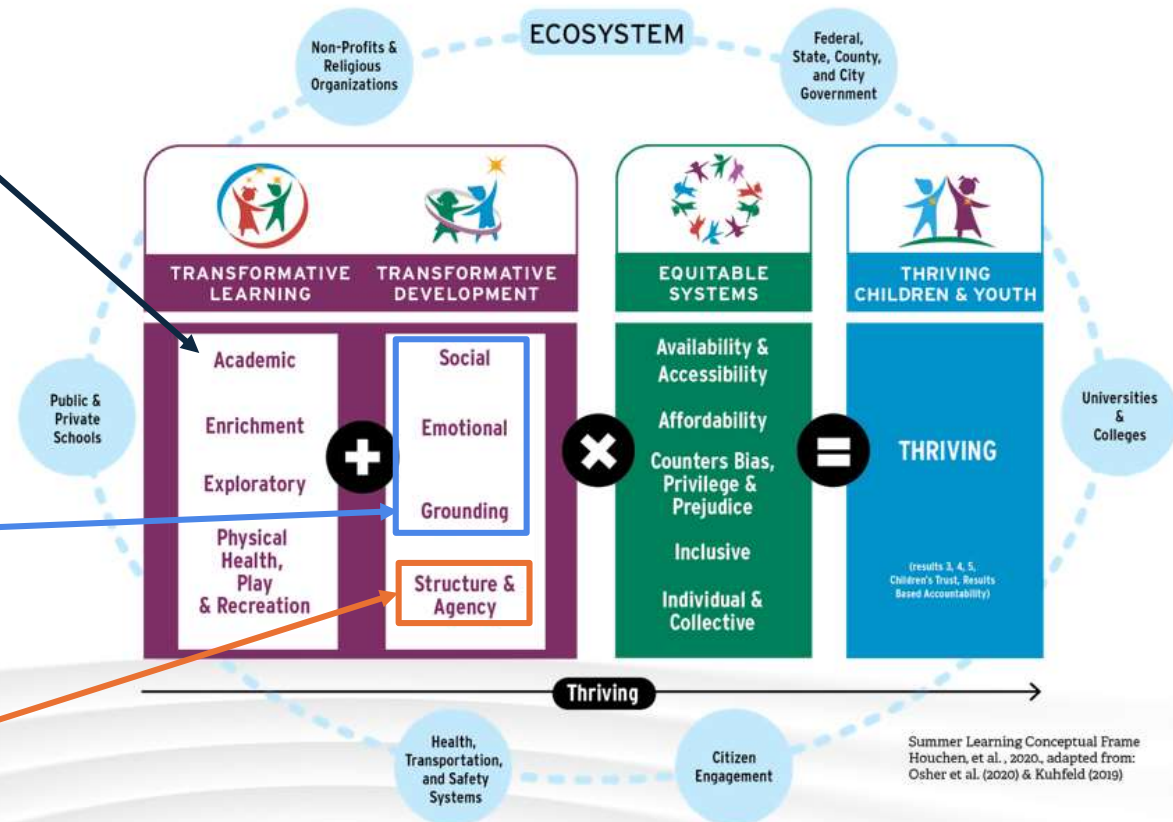 ECOSYSTEM
Non-Profits &
Religious
Organizations
Federal,
State, County,
and City
Government
TRANSFORMATIVE
LEARNING
TRANSFORMATIVE
DEVELOPMENT
EQUITABLE
SYSTEMS
THRIVING
CHILDREN & YOUTH
Public &
Private
Schools
Academic
Enrichment
Exploratory
Physical
Health,
Play
& Recreation
+
Social
Emotional
Grounding
Structure &
Agency
×
Availability &
Accessibility
Affordability
Counters Bias,
Privilege &
Prejudice
Inclusive
Individual &
Collective
=
THRIVING
(results 3, 4, 5,
Children's Trust, Results
Based Accountability)
Universities
&
Colleges
Thriving
Health,
Transportation,
and Safety
Systems
Citizen
Engagement
Summer Learning Conceptual Frame
Houchen, et al., 2020., adapted from:
Osher et al. (2020) & Kuhfeld (2019)